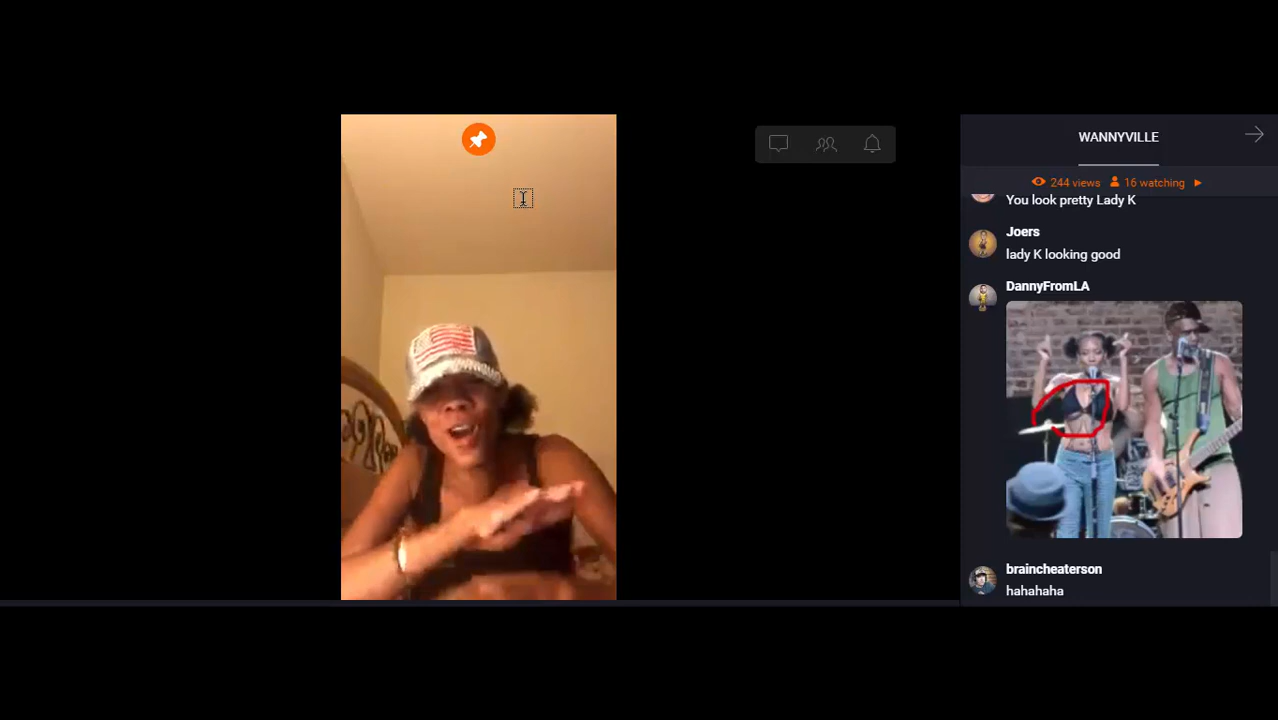 WANNYVILLE
244 views 16 watching
You look pretty Lady K
Joers
lady K looking good
DannyFromLA
braincheaterson
hahahaha